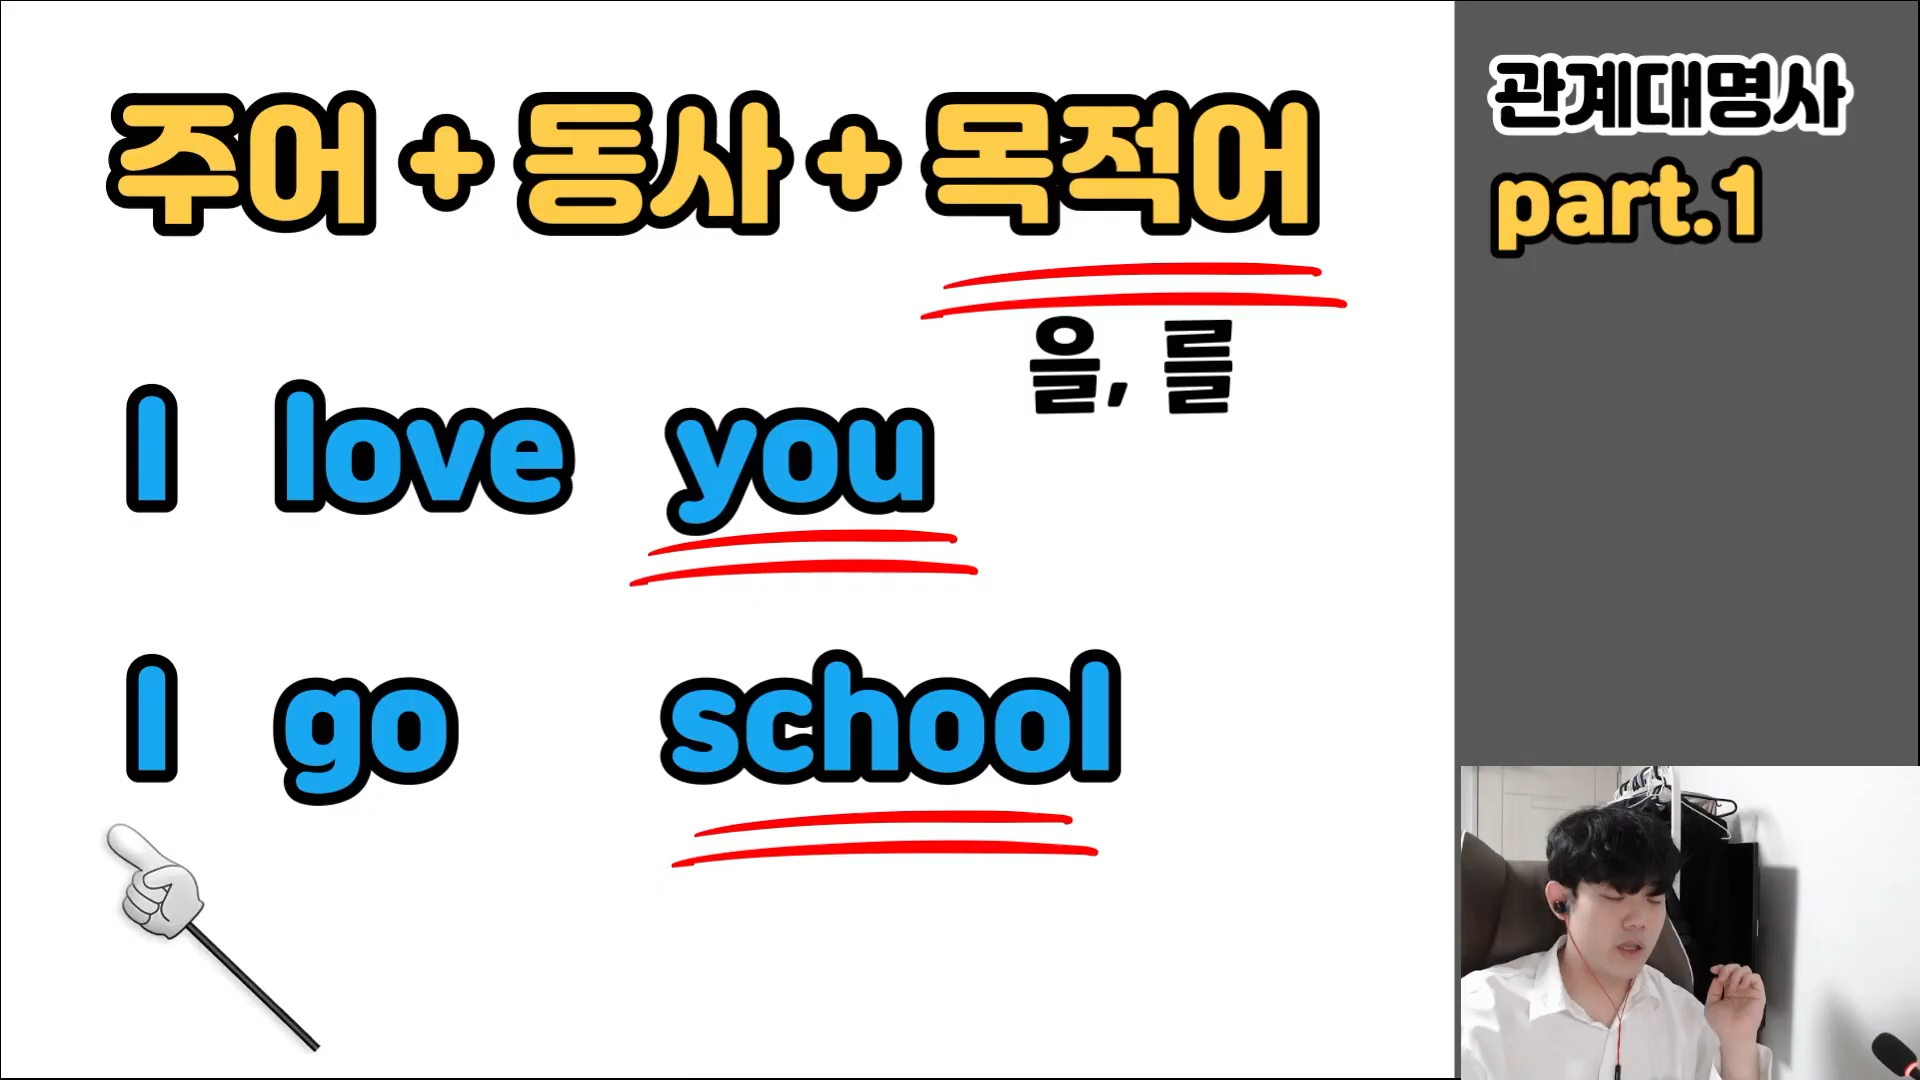 주어 + 동사 + 목적어
을, 를
I love you
I go school
관계대명사
part.1